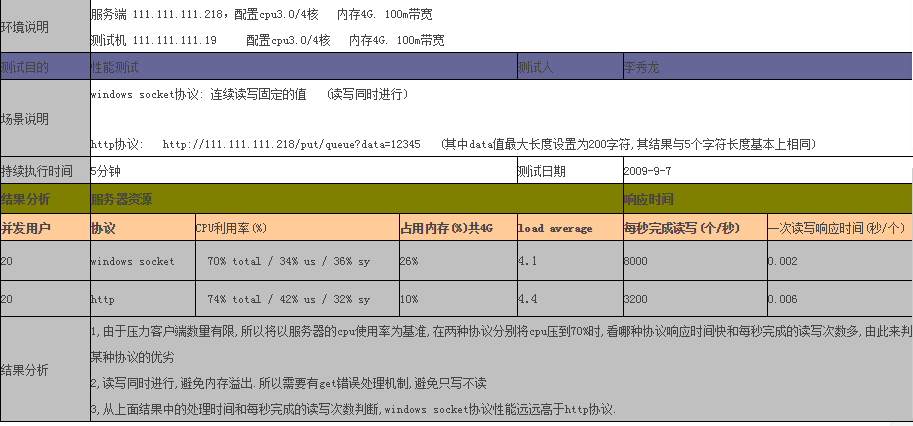 环境说明
服务端 111.111.111.218，配置cpu3.0/4核 内存4G. 100m带宽
测试机 111.111.111.19 配置cpu3.0/4核 内存4G. 100m带宽
测试目的 性能测试 测试人 李秀龙
场景说明
windows socket协议: 连续读写固定的值 (读写同时进行)
http协议: http://111.111.111.218/put/queue?data=12345 (其中data值最大长度设置为200字符,其结果与5个字符长度基本上相同)
持续执行时间 5分钟 测试日期 2009-9-7
结果分析 服务器资源 响应时间
并发用户 协议 CPU利用率(%) 占用内存(%)共4G load average 每秒完成读写(个/秒) 一次读写响应时间(秒/个)
20 windows socket 70% total / 34% us / 36% sy 26% 4.1 8000 0.002
20 http 74% total / 42% us / 32% sy 10% 4.4 3200 0.006
结果分析
1,由于压力客户端数量有限,所以将以服务器的cpu使用率为基准,在两种协议分别将cpu压到70%时,看哪种协议响应时间快和每秒完成的读写次数多,由此来判
某种协议的优劣
2,读写同时进行,避免内存溢出.所以需要有get错误处理机制,避免只写不读
3,从上面结果中的处理时间和每秒完成的读写次数判断,windows socket协议性能远远高于http协议.